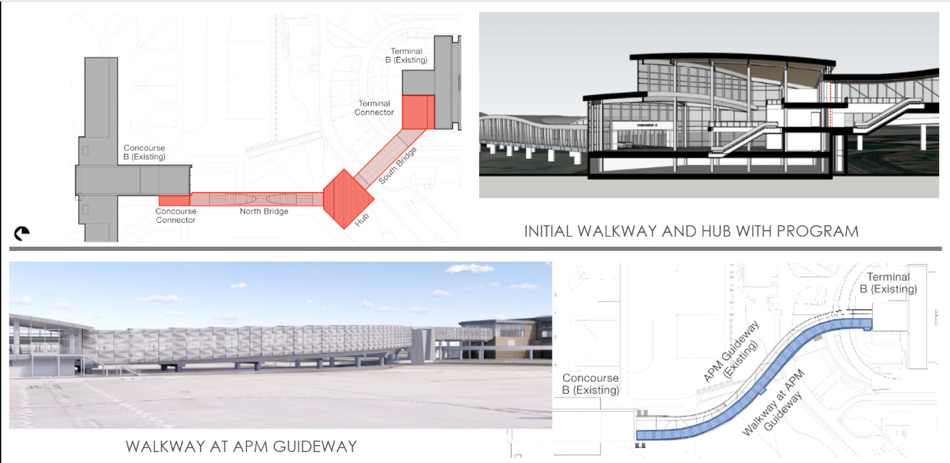 Terminal
B (Existing)
Terminal
Connector
Concourse
B (Existing)
South Bridge
Concourse
Connector
North Bridge
Hub
CONCOURSE B
INITIAL WALKWAY AND HUB WITH PROGRAM
Terminal
B (Existing)
APM Guideway
(Existing)
Concourse
B (Existing)
Walkway at APM
Guideway
WALKWAY AT APM GUIDEWAY